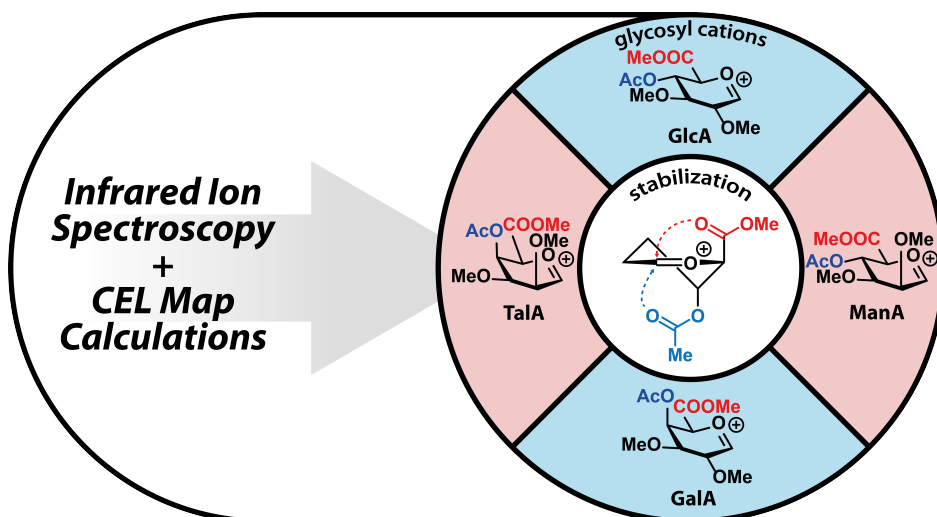 Infrared Ion
Spectroscopy
+
CEL Map
Calculations
glycosyl cations
MeOOC
O
⊕
AcO
MeO
OMe
GlcA
AcO
COOMe
OMe
O
⊕
MeO
TalA
stabilization
O
OMe
⊕
O
O
O
Me
MeOOC
OMe
AcO
O
⊕
MeO
ManA
AcO
COOMe
O
⊕
MeO
OMe
GalA